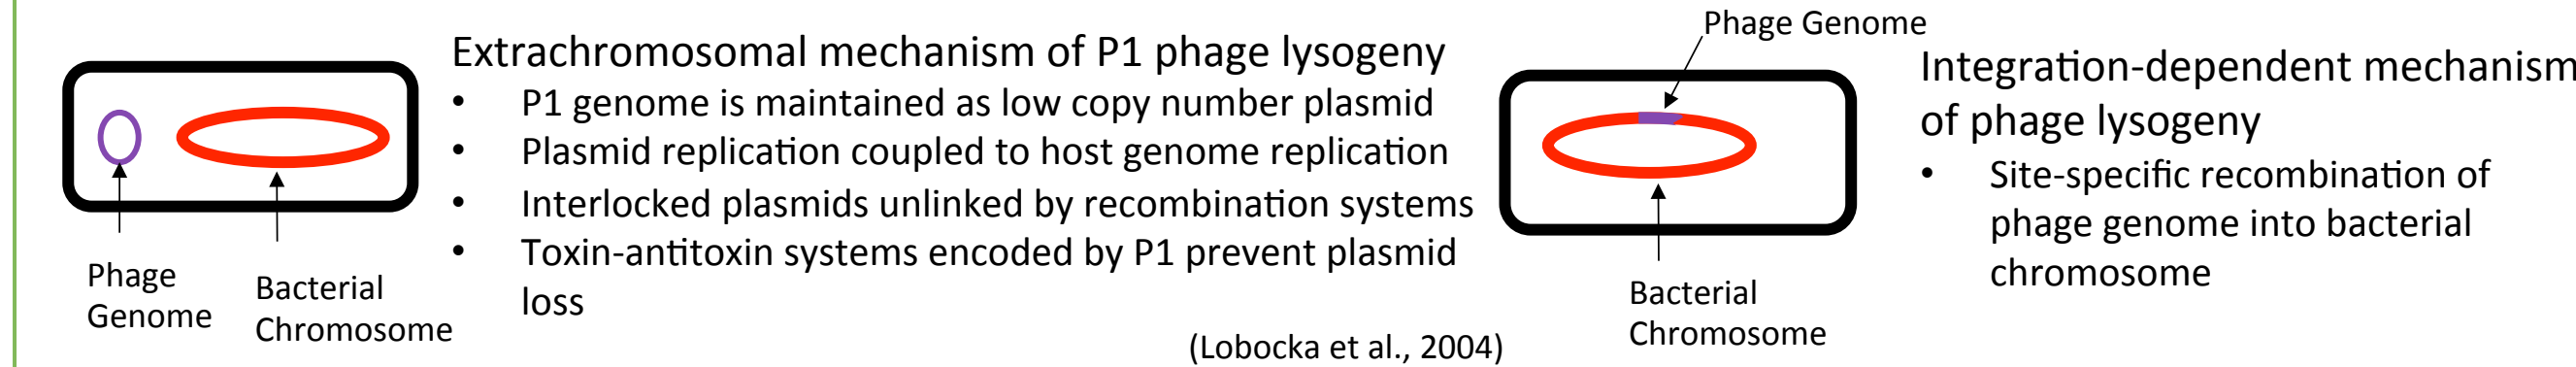 Extrachromosomal mechanism of P1 phage lysogeny
• P1 genome is maintained as low copy number plasmid
• Plasmid replication coupled to host genome replication
• Interlocked plasmids unlinked by recombination systems
• Toxin-antitoxin systems encoded by P1 prevent plasmid
loss
Phage
Genome
Bacterial
Chromosome
(Lobocka et al., 2004)
Phage Genome
Bacterial
Chromosome
Integration-dependent mechanism
of phage lysogeny
• Site-specific recombination of
phage genome into bacterial
chromosome